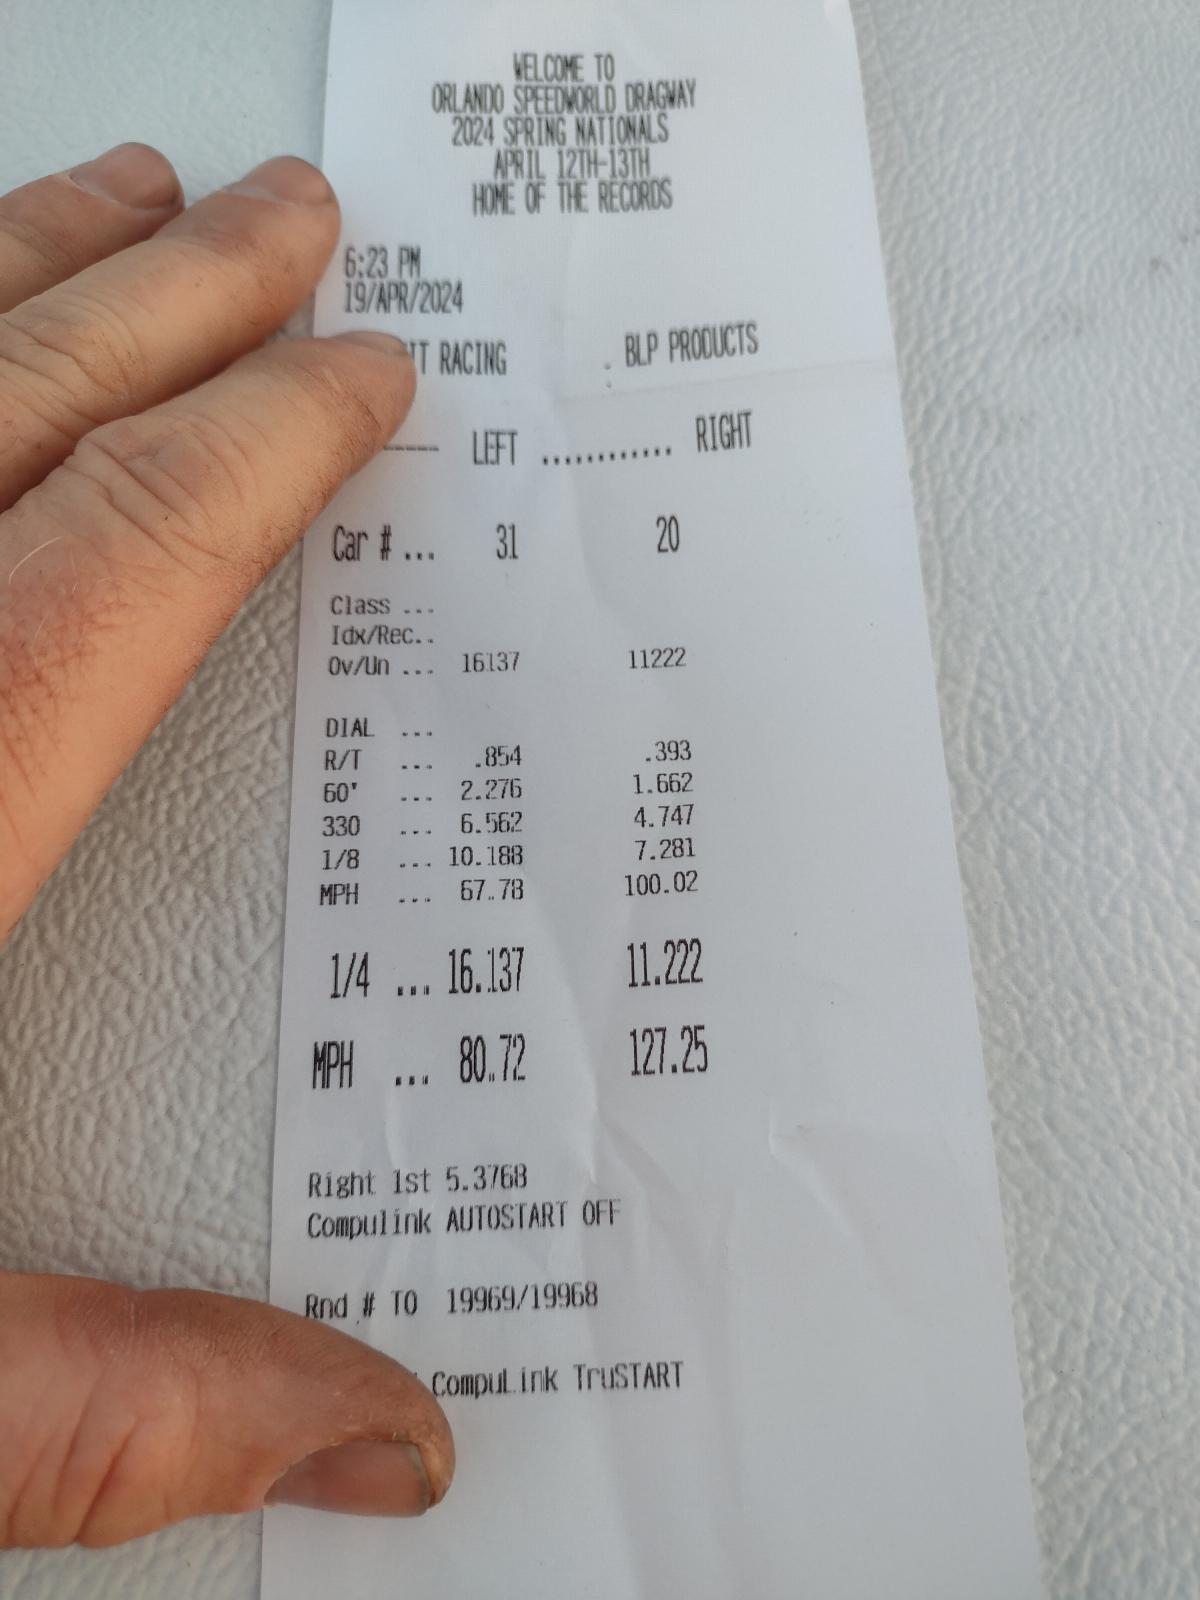 WELCOME TO
ORLANDO SPEEDWORLD DRAGWAY
2024 SPRING NATIONALS
APRIL 12TH-13TH
HOME OF THE RECORDS
6:23 PM
19/APR/2024
RACING . BLP PRODUCTS
----- LEFT ............ RIGHT
Car # ... 31 20
Class ...
Idx/Rec..
Ov/Un ... 16137 11222
DIAL ...
R/T ... .854 .393
60' ... 2.276 1.662
330 ... 6.562 4.747
1/8 ... 10.188 7.281
MPH ... 67.78 100.02
1/4 ... 16.137 11.222
MPH ... 80.72 127.25
Right 1st 5.3768
Compulink AUTOSTART OFF
Rnd # TO 19969/19968
CompuLink TruSTART